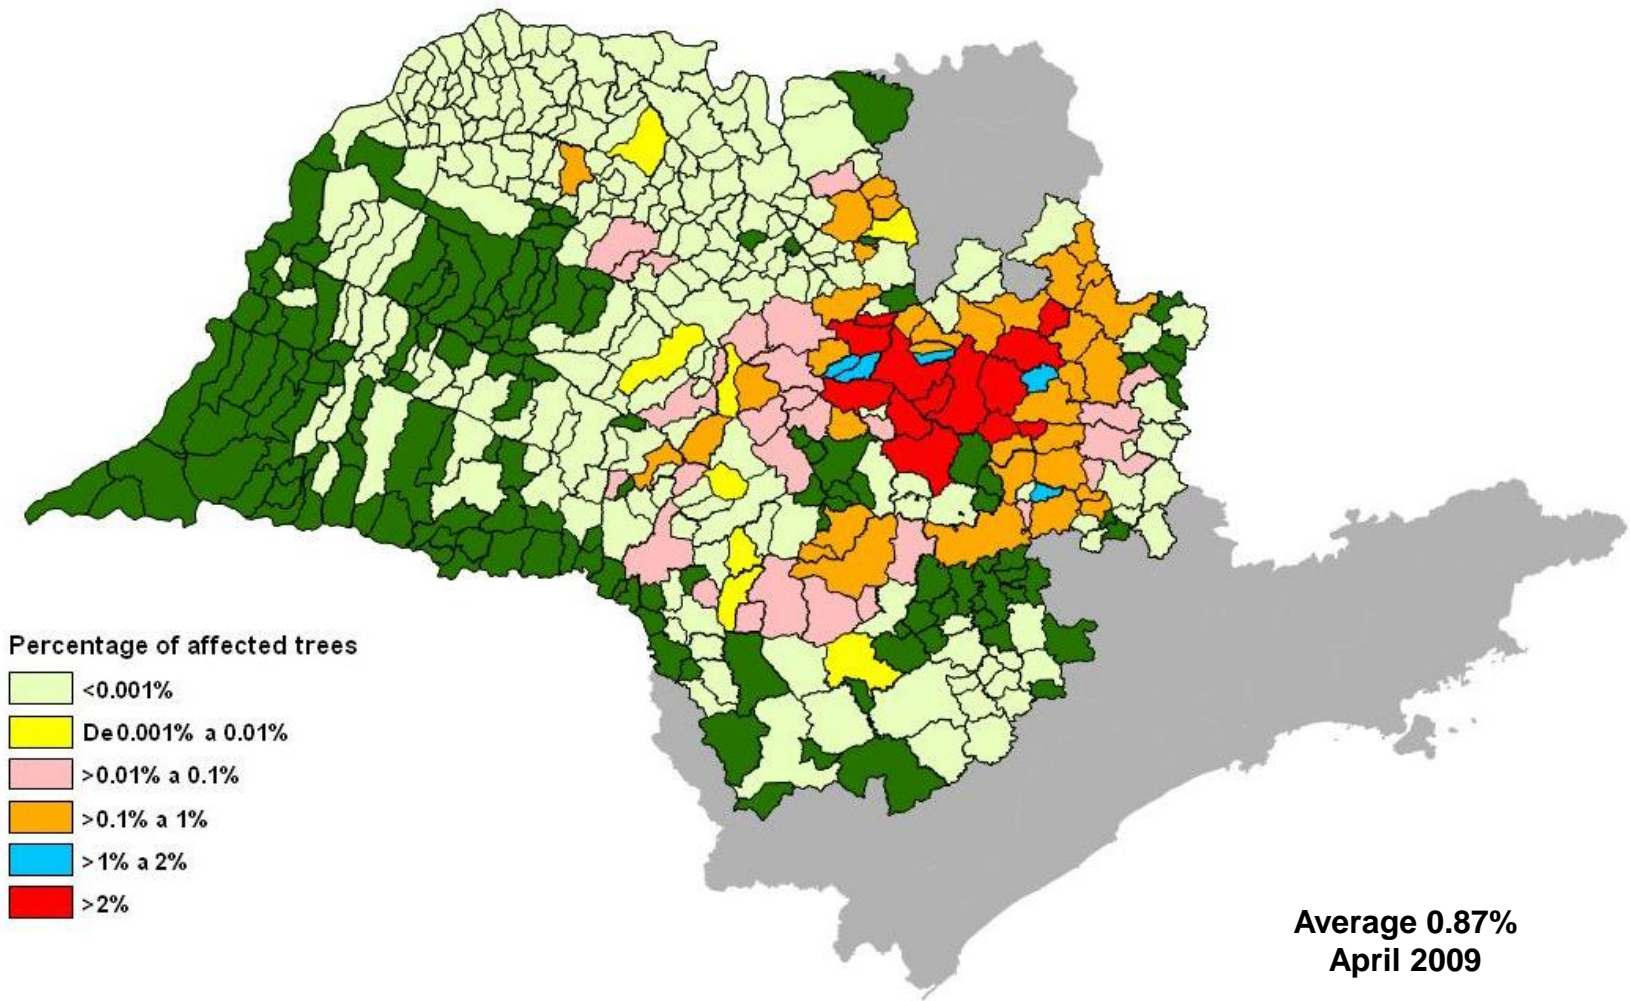 Percentage of affected trees
<0.001%
De 0.001% a 0.01%
>0.01% a 0.1%
>0.1% a 1%
>1% a 2%
>2%
Average 0.87%
April 2009